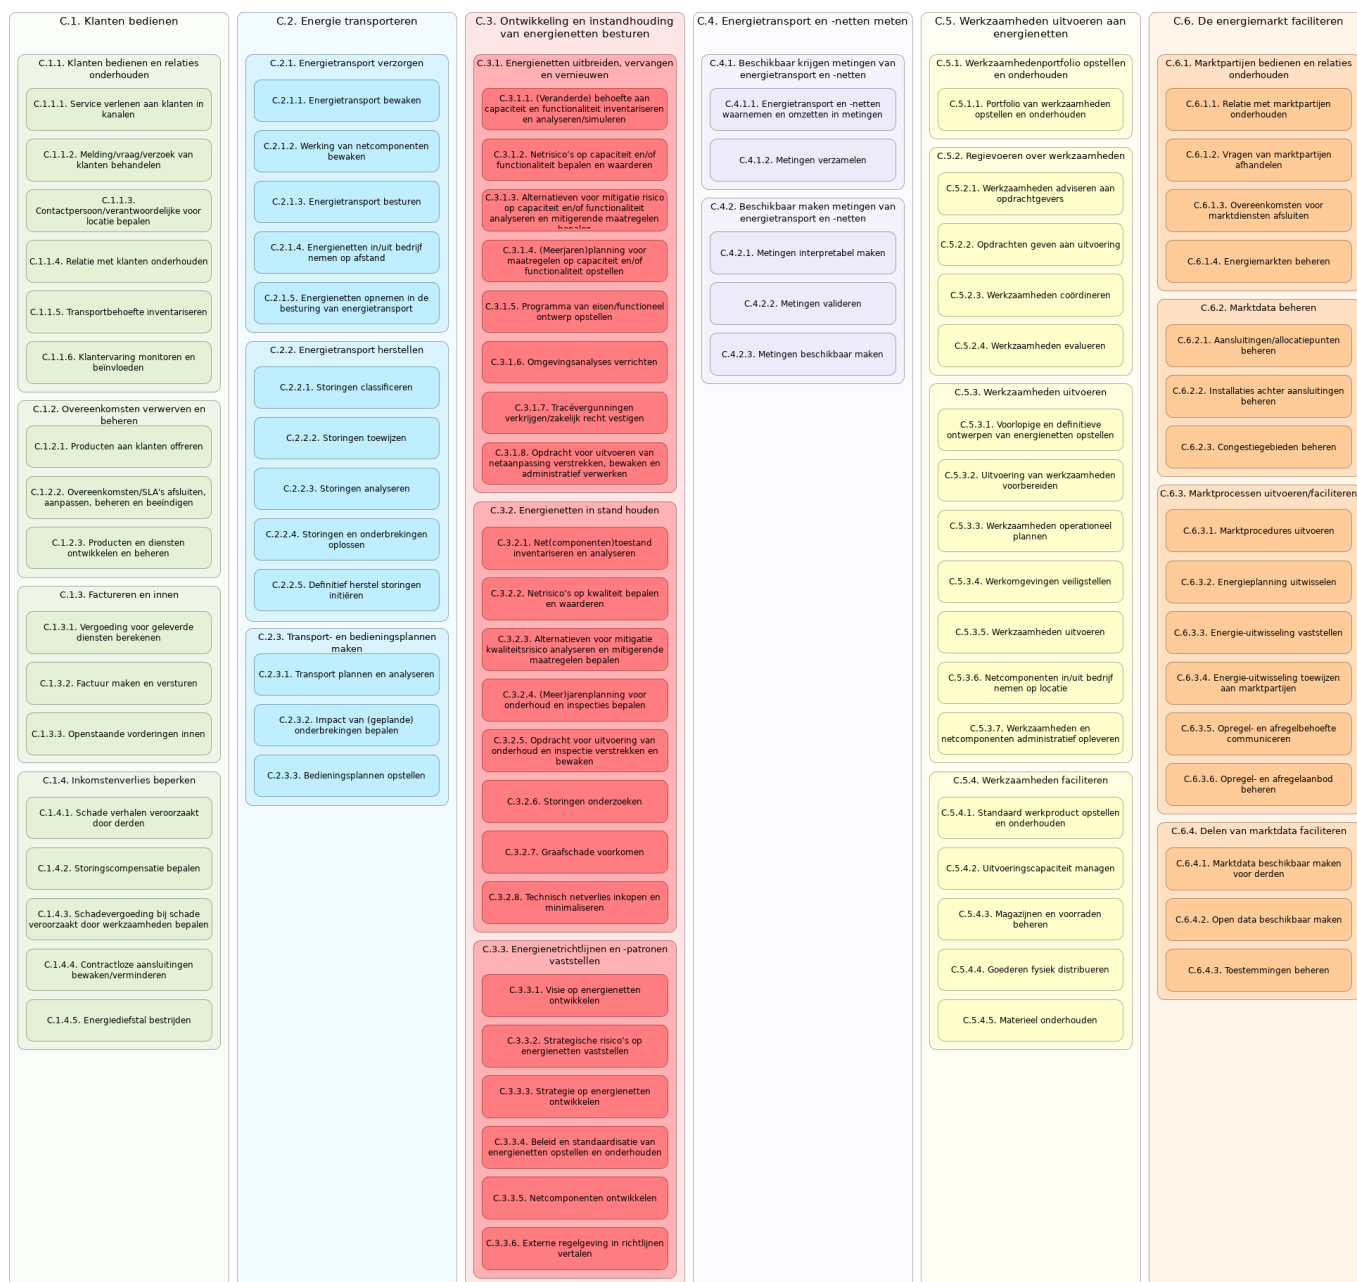 C.1. Klanten bedienen
C.1.1. Klanten bedienen en relaties
onderhouden
C.1.1.1. Service verlenen aan klanten in
kanalen
C.1.1.2. Melding/vraag/verzoek van
klanten behandelen
C.1.1.3.
Contactpersoon/verantwoordelijke voor
locatie bepalen
C.1.1.4. Relatie met klanten onderhouden
C.1.1.5. Transportbehoefte inventariseren
C.1.1.6. Klantervaring monitoren en
beïnvloeden
C.1.2. Overeenkomsten verwerven en
beheren
C.1.2.1. Producten aan klanten offreren
C.1.2.2. Overeenkomsten/SLA's afsluiten,
aanpassen, beheren en beeïndigen
C.1.2.3. Producten en diensten
ontwikkelen en beheren
C.1.3. Factureren en innen
C.1.3.1. Vergoeding voor geleverde
diensten berekenen
C.1.3.2. Factuur maken en versturen
C.1.3.3. Openstaande vorderingen innen
C.1.4. Inkomstenverlies beperken
C.1.4.1. Schade verhalen veroorzaakt
door derden
C.1.4.2. Storingscompensatie bepalen
C.1.4.3. Schadevergoeding bij schade
veroorzaakt door werkzaamheden bepalen
C.1.4.4. Contractloze aansluitingen
bewaken/verminderen
C.1.4.5. Energiediefstal bestrijden
C.2. Energie transporteren
C.2.1. Energietransport verzorgen
C.2.1.1. Energietransport bewaken
C.2.1.2. Werking van netcomponenten
bewaken
C.2.1.3. Energietransport besturen
C.2.1.4. Energienetten in/uit bedrijf
nemen op afstand
C.2.1.5. Energienetten opnemen in de
besturing van energietransport
C.2.2. Energietransport herstellen
C.2.2.1. Storingen classificeren
C.2.2.2. Storingen toewijzen
C.2.2.3. Storingen analyseren
C.2.2.4. Storingen en onderbrekingen
oplossen
C.2.2.5. Definitief herstel storingen
initiëren
C.2.3. Transport- en bedieningsplannen
maken
C.2.3.1. Transport plannen en analyseren
C.2.3.2. Impact van (geplande)
onderbrekingen bepalen
C.2.3.3. Bedieningsplannen opstellen
C.3. Ontwikkeling en instandhouding
van energienetten besturen
C.3.1. Energienetten uitbreiden, vervangen
en vernieuwen
C.3.1.1. (Veranderde) behoefte aan
capaciteit en functionaliteit inventariseren
en analyseren/simuleren
C.3.1.2. Netrisico's op capaciteit en/of
functionaliteit bepalen en waarderen
C.3.1.3. Alternatieven voor mitigatie risico
op capaciteit en/of functionaliteit
analyseren en mitigerende maatregelen
bepalen
C.3.1.4. (Meerjaren)planning voor
maatregelen op capaciteit en/of
functionaliteit opstellen
C.3.1.5. Programma van eisen/functioneel
ontwerp opstellen
C.3.1.6. Omgevingsanalyses verrichten
C.3.1.7. Tracévergunningen
verkrijgen/zakelijk recht vestigen
C.3.1.8. Opdracht voor uitvoeren van
netaanpassing verstrekken, bewaken en
administratief verwerken
C.3.2. Energienetten in stand houden
C.3.2.1. Net(componenten)toestand
inventariseren en analyseren
C.3.2.2. Netrisico's op kwaliteit bepalen
en waarderen
C.3.2.3. Alternatieven voor mitigatie
kwaliteitsrisico analyseren en mitigerende
maatregelen bepalen
C.3.2.4. (Meer)jarenplanning voor
onderhoud en inspecties bepalen
C.3.2.5. Opdracht voor uitvoering van
onderhoud en inspectie verstrekken en
bewaken
C.3.2.6. Storingen onderzoeken
C.3.2.7. Graafschade voorkomen
C.3.2.8. Technisch netverlies inkopen en
minimaliseren
C.3.3. Energienetrichtlijnen en -patronen
vaststellen
C.3.3.1. Visie op energienetten
ontwikkelen
C.3.3.2. Strategische risico's op
energienetten vaststellen
C.3.3.3. Strategie op energienetten
ontwikkelen
C.3.3.4. Beleid en standaardisatie van
energienetten opstellen en onderhouden
C.3.3.5. Netcomponenten ontwikkelen
C.3.3.6. Externe regelgeving in richtlijnen
vertalen
C.4. Energietransport en -netten meten
C.4.1. Beschikbaar krijgen metingen van
energietransport en -netten
C.4.1.1. Energietransport en -netten
waarnemen en omzetten in metingen
C.4.1.2. Metingen verzamelen
C.4.2. Beschikbaar maken metingen van
energietransport en -netten
C.4.2.1. Metingen interpretabel maken
C.4.2.2. Metingen valideren
C.4.2.3. Metingen beschikbaar maken
C.5. Werkzaamheden uitvoeren aan
energienetten
C.5.1. Werkzaamhedenportfolio opstellen
en onderhouden
C.5.1.1. Portfolio van werkzaamheden
opstellen en onderhouden
C.5.2. Regievoeren over werkzaamheden
C.5.2.1. Werkzaamheden adviseren aan
opdrachtgevers
C.5.2.2. Opdrachten geven aan uitvoering
C.5.2.3. Werkzaamheden coördineren
C.5.2.4. Werkzaamheden evalueren
C.5.3. Werkzaamheden uitvoeren
C.5.3.1. Voorlopige en definitieve
ontwerpen van energienetten opstellen
C.5.3.2. Uitvoering van werkzaamheden
voorbereiden
C.5.3.3. Werkzaamheden operationeel
plannen
C.5.3.4. Werkomgevingen veiligstellen
C.5.3.5. Werkzaamheden uitvoeren
C.5.3.6. Netcomponenten in/uit bedrijf
nemen op locatie
C.5.3.7. Werkzaamheden en
netcomponenten administratief opleveren
C.5.4. Werkzaamheden faciliteren
C.5.4.1. Standaard werkproduct opstellen
en onderhouden
C.5.4.2. Uitvoeringscapaciteit managen
C.5.4.3. Magazijnen en voorraden
beheren
C.5.4.4. Goederen fysiek distribueren
C.5.4.5. Materieel onderhouden
C.6. De energiemarkt faciliteren
C.6.1. Marktpartijen bedienen en relaties
onderhouden
C.6.1.1. Relatie met marktpartijen
onderhouden
C.6.1.2. Vragen van marktpartijen
afhandelen
C.6.1.3. Overeenkomsten voor
marktdiensten afsluiten
C.6.1.4. Energiemarkten beheren
C.6.2. Marktdata beheren
C.6.2.1. Aansluitingen/allocatiepunten
beheren
C.6.2.2. Installaties achter aansluitingen
beheren
C.6.2.3. Congestiegebieden beheren
C.6.3. Marktprocessen uitvoeren/faciliteren
C.6.3.1. Marktprocedures uitvoeren
C.6.3.2. Energieplanning uitwisselen
C.6.3.3. Energie-uitwisseling vaststellen
C.6.3.4. Energie-uitwisseling toewijzen
aan marktpartijen
C.6.3.5. Opregel- en afregelbehoefte
communiceren
C.6.3.6. Opregel- en afregelaanbod
beheren
C.6.4. Delen van marktdata faciliteren
C.6.4.1. Marktdata beschikbaar maken
voor derden
C.6.4.2. Open data beschikbaar maken
C.6.4.3. Toestemmingen beheren